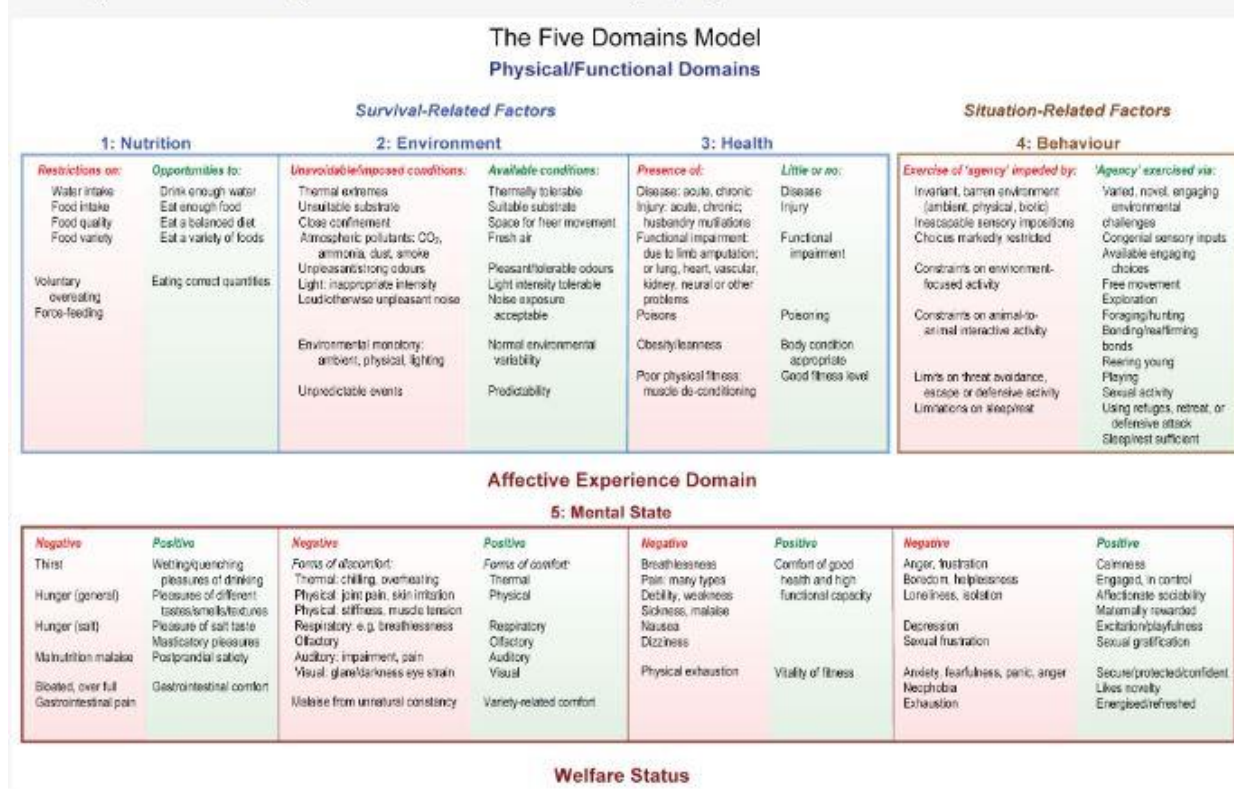 The Five Domains Model
Physical/Functional Domains
Survival-Related Factors
Situation-Related Factors
1: Nutrition
2: Environment
3: Health
4: Behaviour
Restrictions on:
Water intake
Food intake
Food quality
Food variety
Voluntary
overeating
Force-feeding
Opportunities to:
Drink enough water
Eat enough food
Eat a balanced diet
Eat a variety of foods
Eating correct quantities
Unavoidable/imposed conditions:
Thermal extremes
Unsuitable substrate
Close confinement
Atmospheric pollutants: CO₂,
ammonia, dust, smoke
Unpleasant/strong odours
Light: inappropriate intensity
Loud/otherwise unpleasant noise
Environmental monotony:
ambient, physical, lighting
Unpredictable events
Available conditions:
Thermally tolerable
Suitable substrate
Space for freer movement
Fresh air
Pleasant/tolerable odours
Light intensity tolerable
Noise exposure
acceptable
Normal environmental
variability
Predictability
Presence of:
Disease: acute, chronic
Injury: acute, chronic;
husbandry mutilations
Functional impairment:
due to limb amputation;
or lung, heart, vascular,
kidney, neural or other
problems
Poisons
Obesity/leanness
Poor physical fitness:
muscle de-conditioning
Little or no:
Disease
Injury
Functional
impairment
Poisoning
Body condition
appropriate
Good fitness level
Exercise of 'agency' impeded by:
Invariant, barren environment
(ambient, physical, biotic)
Inescapable sensory impositions
Choices markedly restricted
Constraints on environment-
focused activity
Constraints on animal-to-
animal interactive activity
Limits on threat avoidance,
escape or defensive activity
Limitations on sleep/rest
'Agency' exercised via:
Varied, novel, engaging
environmental
challenges
Congenial sensory inputs
Available engaging
choices
Free movement
Exploration
Foraging/hunting
Bonding/reaffirming
bonds
Reering young
Playing
Sexual activity
Using refuges, retreat, or
defensive attack
Sleep/rest sufficient
Affective Experience Domain
5: Mental State
Negative
Thirst
Hunger (general)
Hunger (salt)
Malnutrition malaise
Bloated, over full
Gastrointestinal pain
Positive
Wetting/quenching
pleasures of drinking
Pleasures of different
tastes/smells/textures
Pleasure of salt taste
Masticatory pleasures
Postprandial satiety
Gastrointestinal comfort
Negative
Forms of discomfort:
Thermal: chilling, overheating
Physical: joint pain, skin irritation
Physical: stiffness, muscle tension
Respiratory: e.g. breathlessness
Olfactory
Auditory: impairment, pain
Visual: glare/darkness eye strain
Malaise from unnatural constancy
Positive
Forms of comfort:
Thermal
Physical
Respiratory
Olfactory
Auditory
Visual
Variety-related comfort
Negative
Breathlessness
Pain: many types
Debility, weakness
Sickness, malaise
Nausea
Dizziness
Physical exhaustion
Positive
Comfort of good
health and high
functional capacity
Vitality of fitness
Negative
Anger, frustration
Boredom, helplessness
Loneliness, isolation
Depression
Sexual frustration
Anxiety, fearfulness, panic, anger
Neophobia
Exhaustion
Positive
Calmness
Engaged, in control
Affectionate sociability
Maternally rewarded
Excitation/playfulness
Sexual gratification
Secure/protected/confident
Likes novelty
Energised/refreshed
Welfare Status